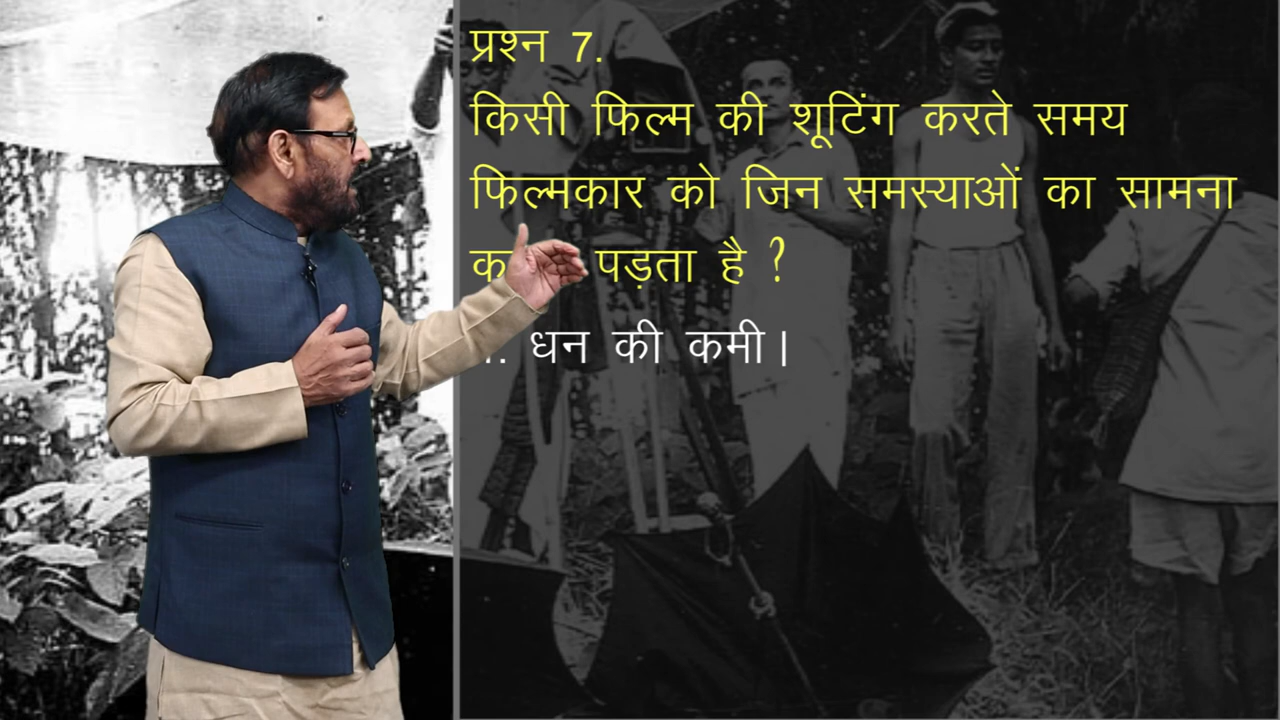 प्रश्न 7.
किसी फिल्म की शूटिंग करते समय
फिल्मकार को जिन समस्याओं का सामना
पड़ता है ?
धन की कमी।